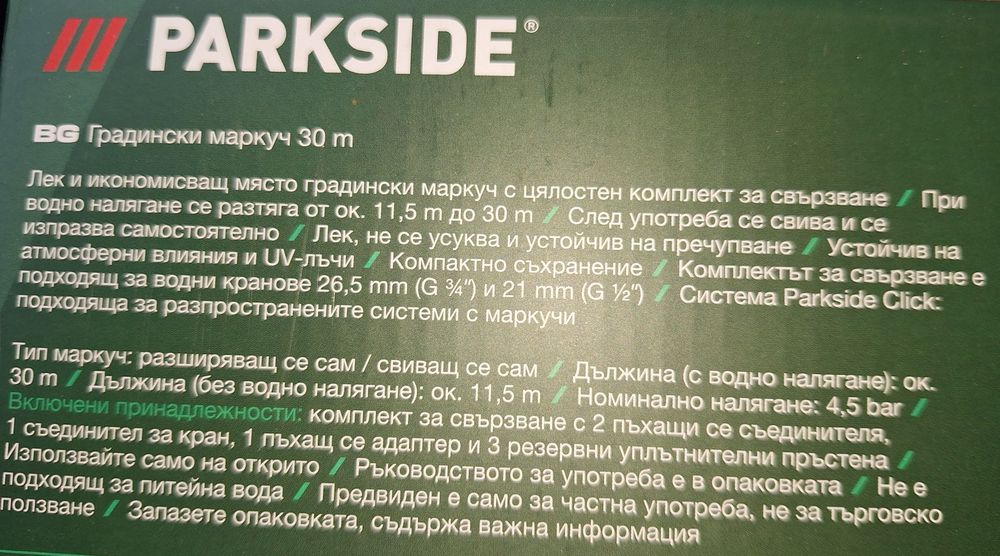 PARKSIDE®
BG Градински маркуч 30 m
Лек и икономисващ място градински маркуч с цялостен комплект за свързване / При
водно налягане се разтяга от ок. 11,5 m до 30 m / След употреба се свива и се
изпразва самостоятелно / Лек, не се усуква и устойчив на пречупване / Устойчив на
атмосферни влияния и UV-лъчи / Компактно съхранение / Комплектът за свързване е
подходящ за водни кранове 26,5 mm (G ¾") и 21 mm (G ½") / Система Parkside Click:
подходяща за разпространените системи с маркучи
Тип маркуч: разширяващ се сам / свиващ се сам / Дължина (с водно налягане): ок.
30 m / Дължина (без водно налягане): ок. 11,5 m / Номинално налягане: 4,5 bar /
Включени принадлежности: комплект за свързване с 2 пъхащи се съединителя,
1 съединител за кран, 1 пъхащ се адаптер и 3 резервни уплътнителни пръстена /
Използвайте само на открито / Ръководството за употреба е в опаковката / Не е
подходящ за питейна вода / Предвиден е само за частна употреба, не за търговско
ползване / Запазете опаковката, съдържа важна информация